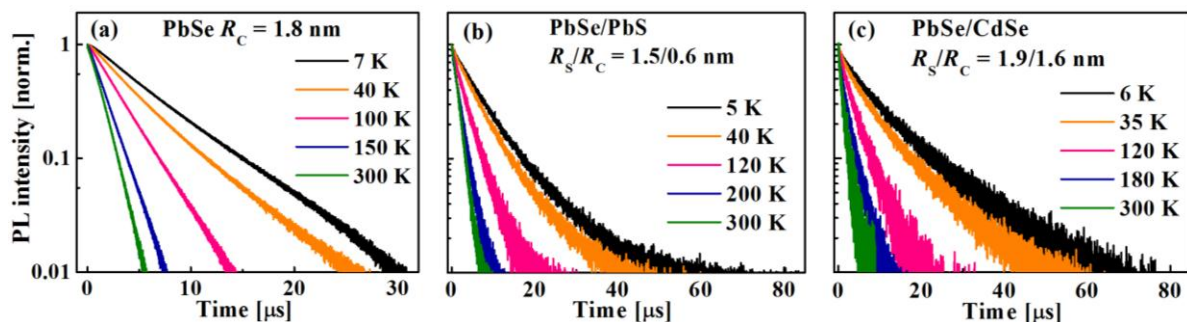 (a) PbSe R_C = 1.8 nm
7 K
40 K
100 K
150 K
300 K
PL intensity [norm.]
1
0.1
0.01
0 10 20 30
Time [μs]
(b) PbSe/PbS
R_S/R_C = 1.5/0.6 nm
5 K
40 K
120 K
200 K
300 K
0 20 40 60 80
Time [μs]
(c) PbSe/CdSe
R_S/R_C = 1.9/1.6 nm
6 K
35 K
120 K
180 K
300 K
0 20 40 60 80
Time [μs]